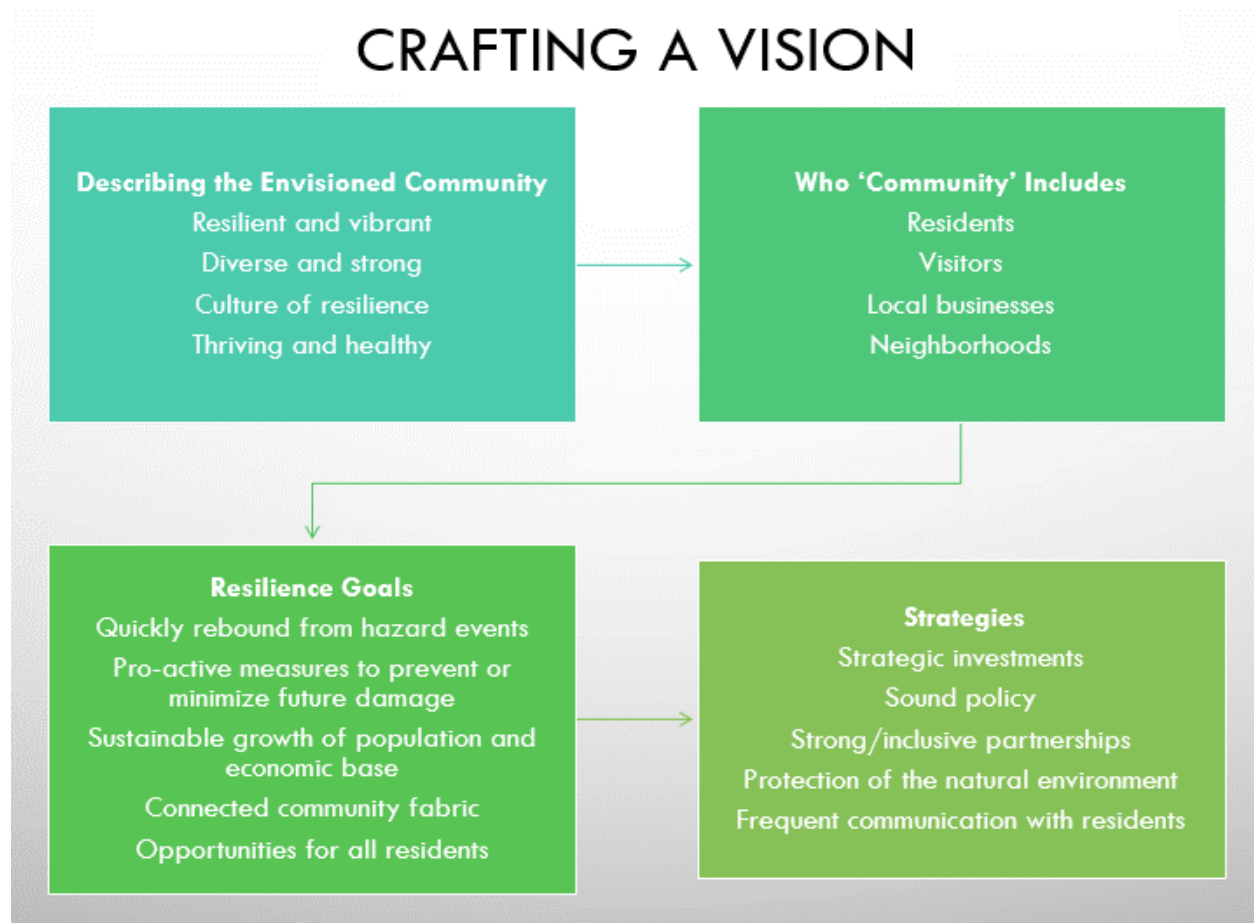 CRAFTING A VISION
Describing the Envisioned Community
Resilient and vibrant
Diverse and strong
Culture of resilience
Thriving and healthy
Who ‘Community’ Includes
Residents
Visitors
Local businesses
Neighborhoods
Resilience Goals
Quickly rebound from hazard events
Pro-active measures to prevent or
minimize future damage
Sustainable growth of population and
economic base
Connected community fabric
Opportunities for all residents
Strategies
Strategic investments
Sound policy
Strong/inclusive partnerships
Protection of the natural environment
Frequent communication with residents